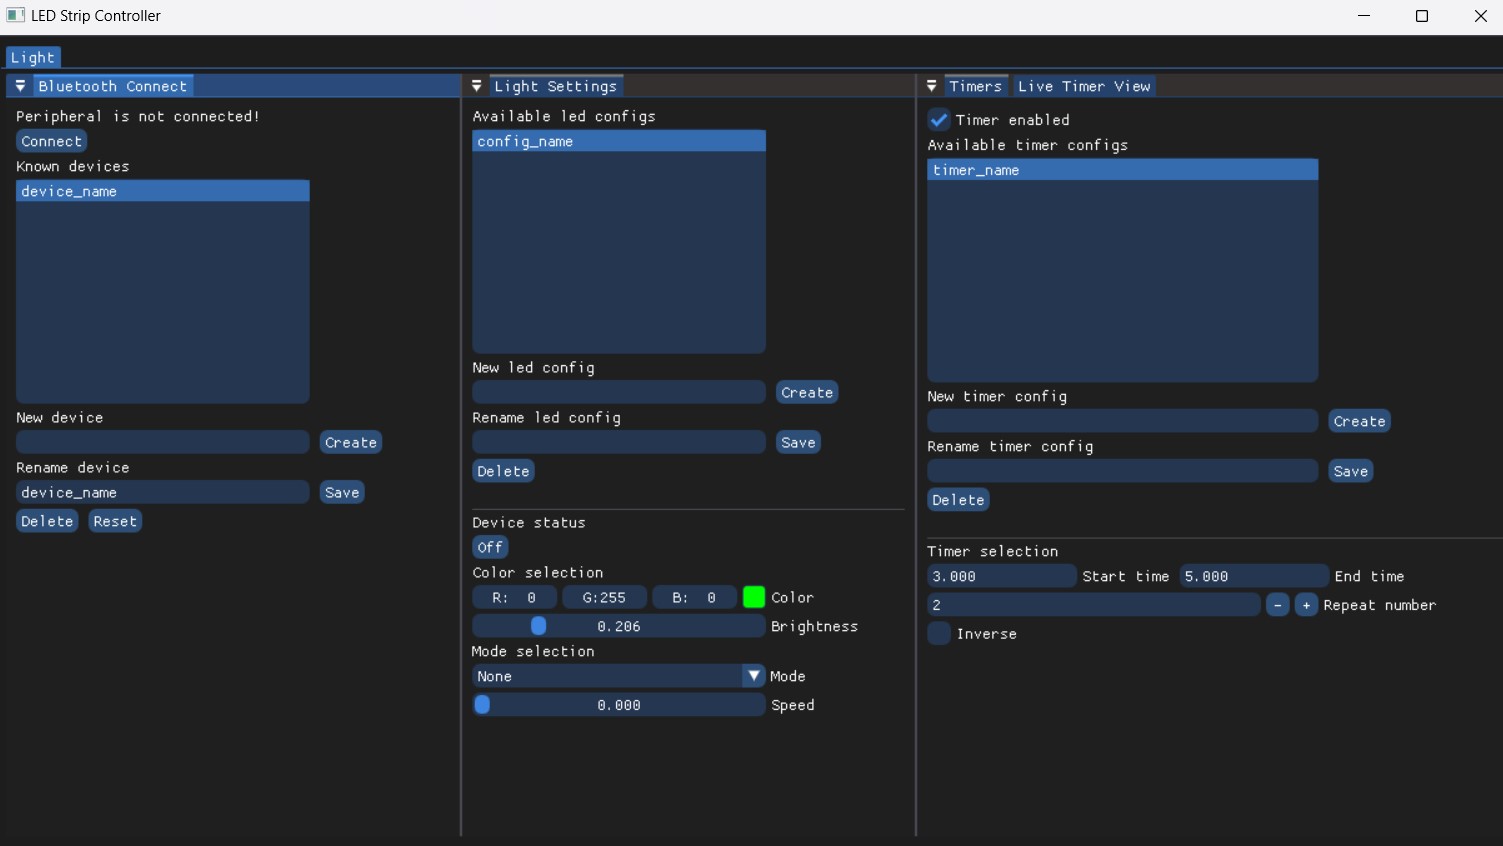 LED Strip Controller
Light
Bluetooth Connect
Peripheral is not connected!
Connect
Known devices
device_name
New device
Create
Rename device
device_name Save
Delete Reset
Light Settings
Available led configs
config_name
New led config
Create
Rename led config
Save
Delete
Device status
Off
Color selection
R: 0 G:255 B: 0 Color
0.206 Brightness
Mode selection
None Mode
0.000 Speed
Timers Live Timer View
Timer enabled
Available timer configs
timer_name
New timer config
Create
Rename timer config
Save
Delete
Timer selection
3.000 Start time 5.000 End time
2 - + Repeat number
Inverse